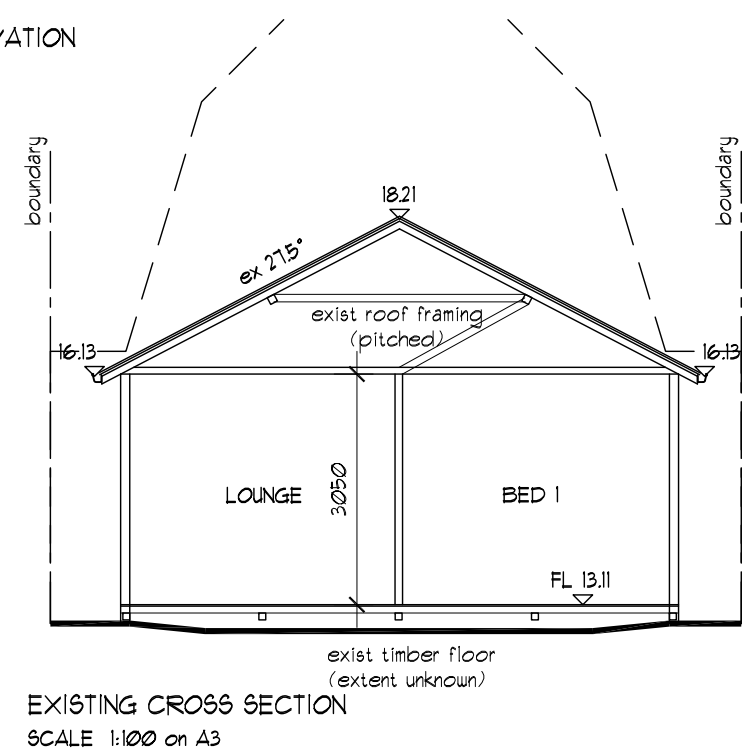 VATION
boundary
boundary
18.21
ex 27.5°
exist roof framing
(pitched)
16.13
16.13
3050
LOUNGE
BED 1
FL 13.11
exist timber floor
(extent unknown)
EXISTING CROSS SECTION
SCALE 1:100 on A3